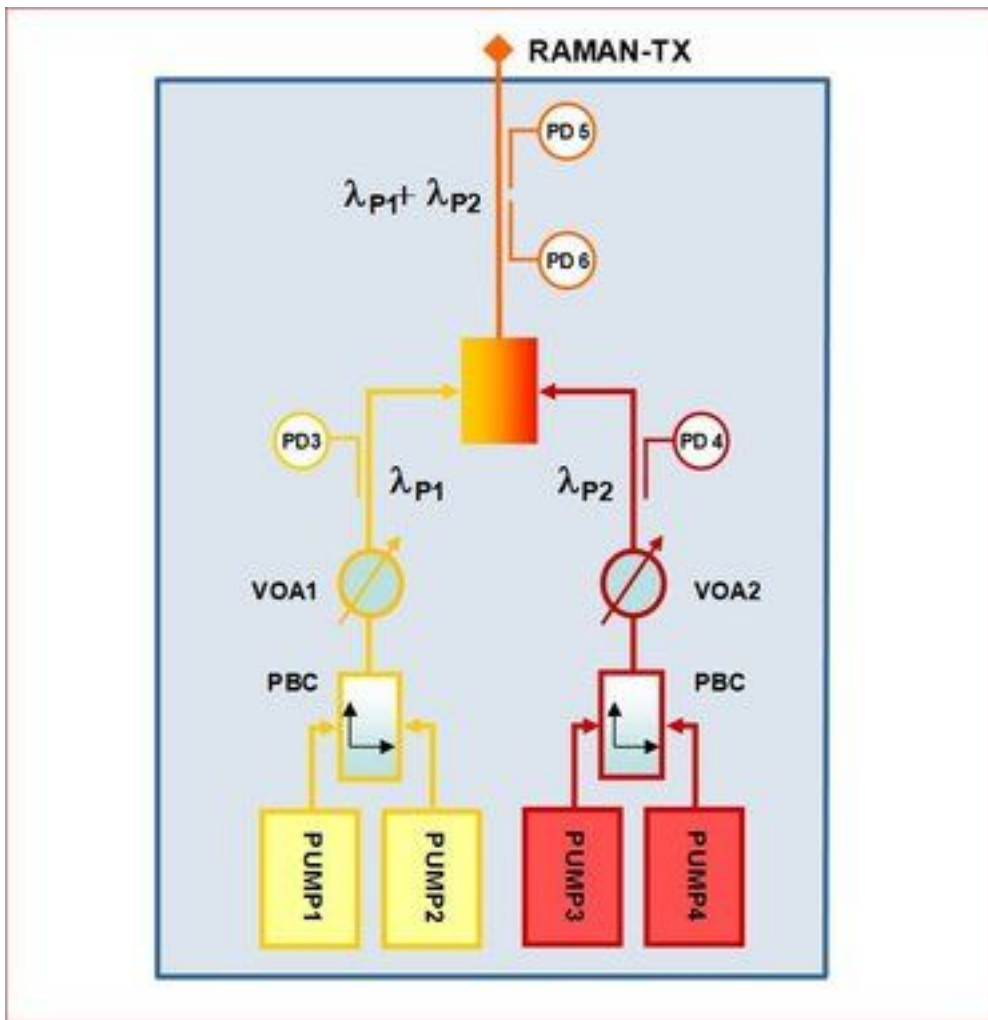 RAMAN-TX
PD 5
λP1+ λP2
PD 6
PD3
PD 4
λP1
λP2
VOA1
VOA2
PBC
PBC
PUMP1
PUMP2
PUMP3
PUMP4